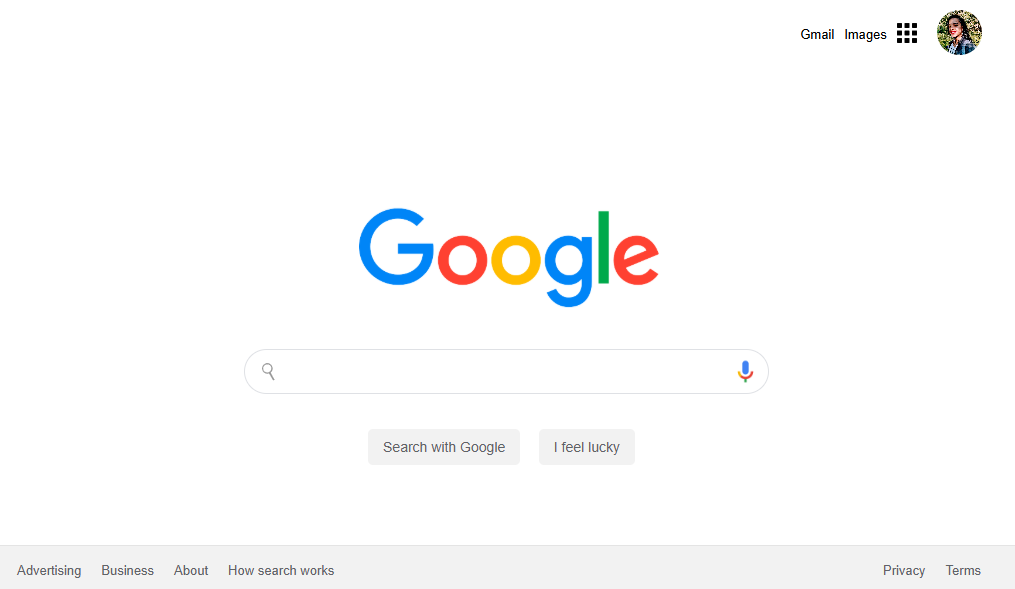 Gmail Images
Google
Search with Google I feel lucky
Advertising Business About How search works Privacy Terms